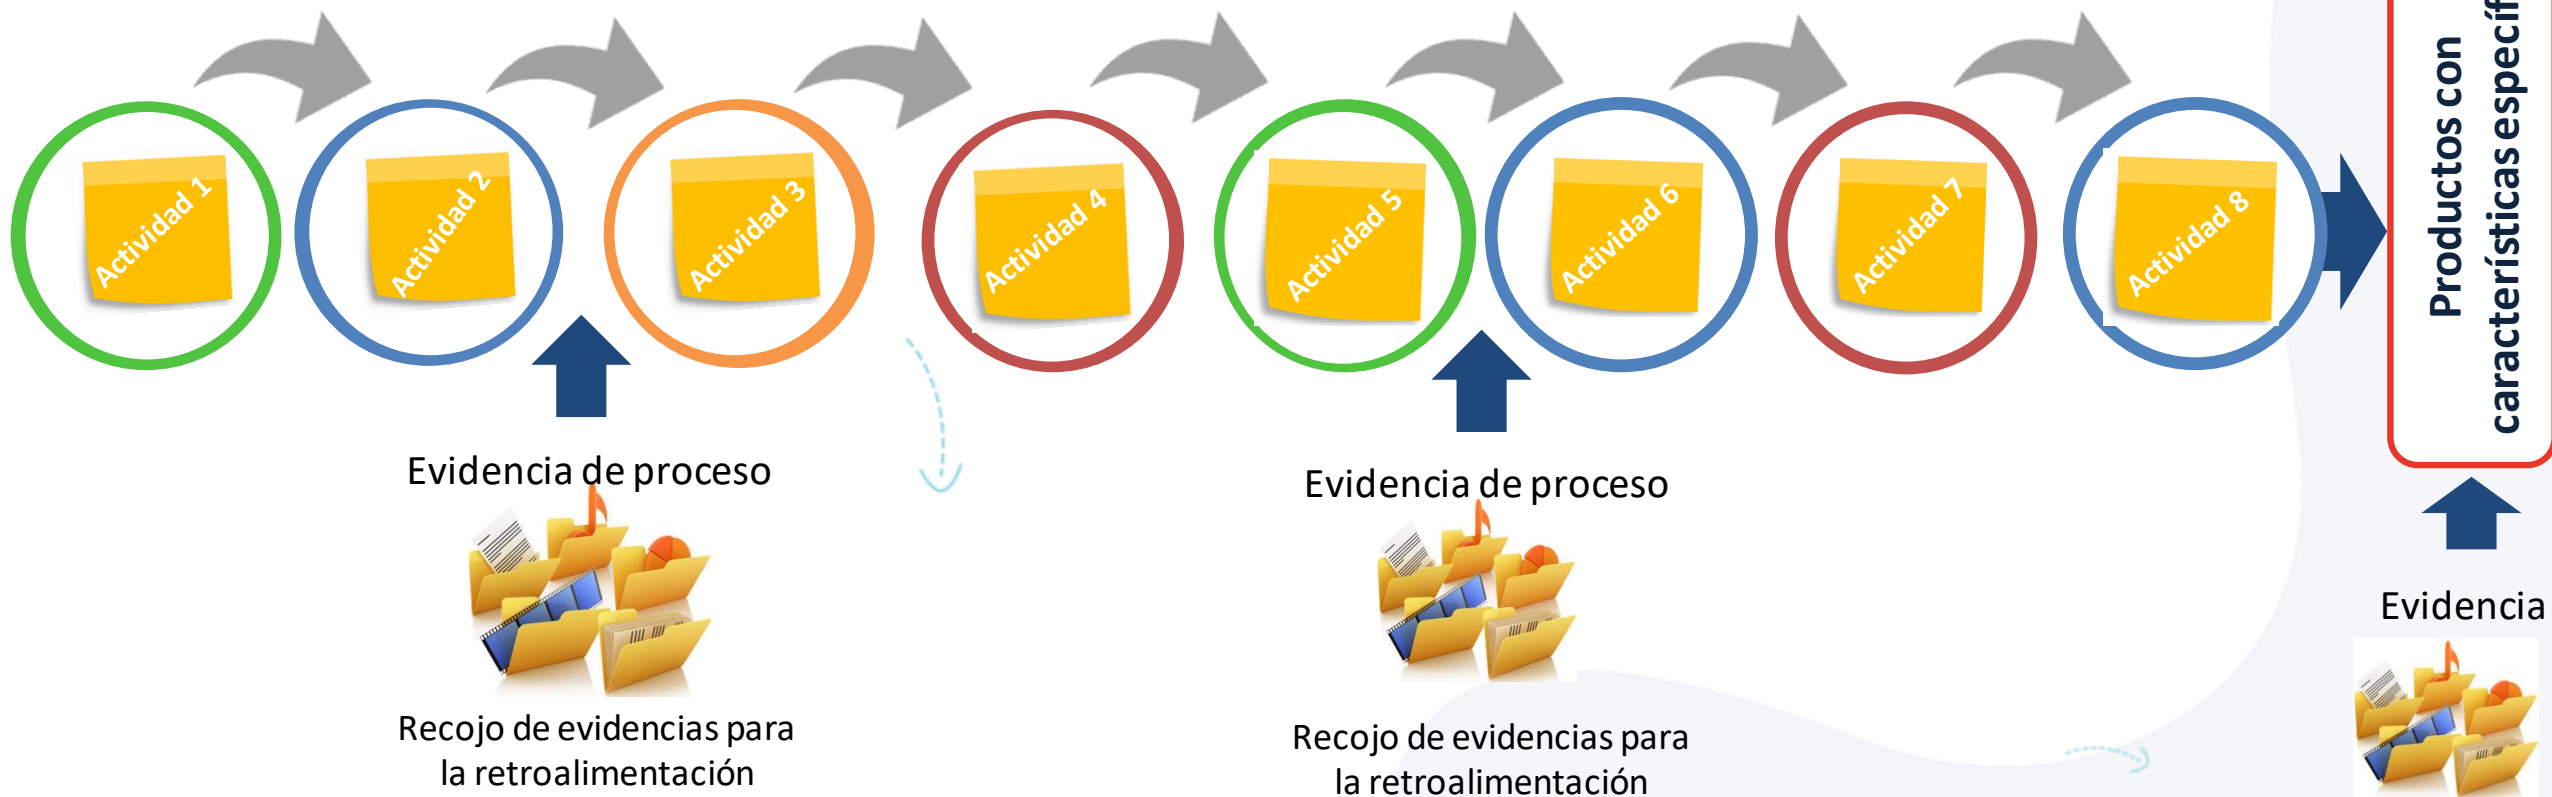 Actividad 1
Actividad 2
Actividad 3
Actividad 4
Actividad 5
Actividad 6
Actividad 7
Actividad 8
Productos con
características específ
Evidencia de proceso
Recojo de evidencias para
la retroalimentación
Evidencia de proceso
Recojo de evidencias para
la retroalimentación
Evidencia